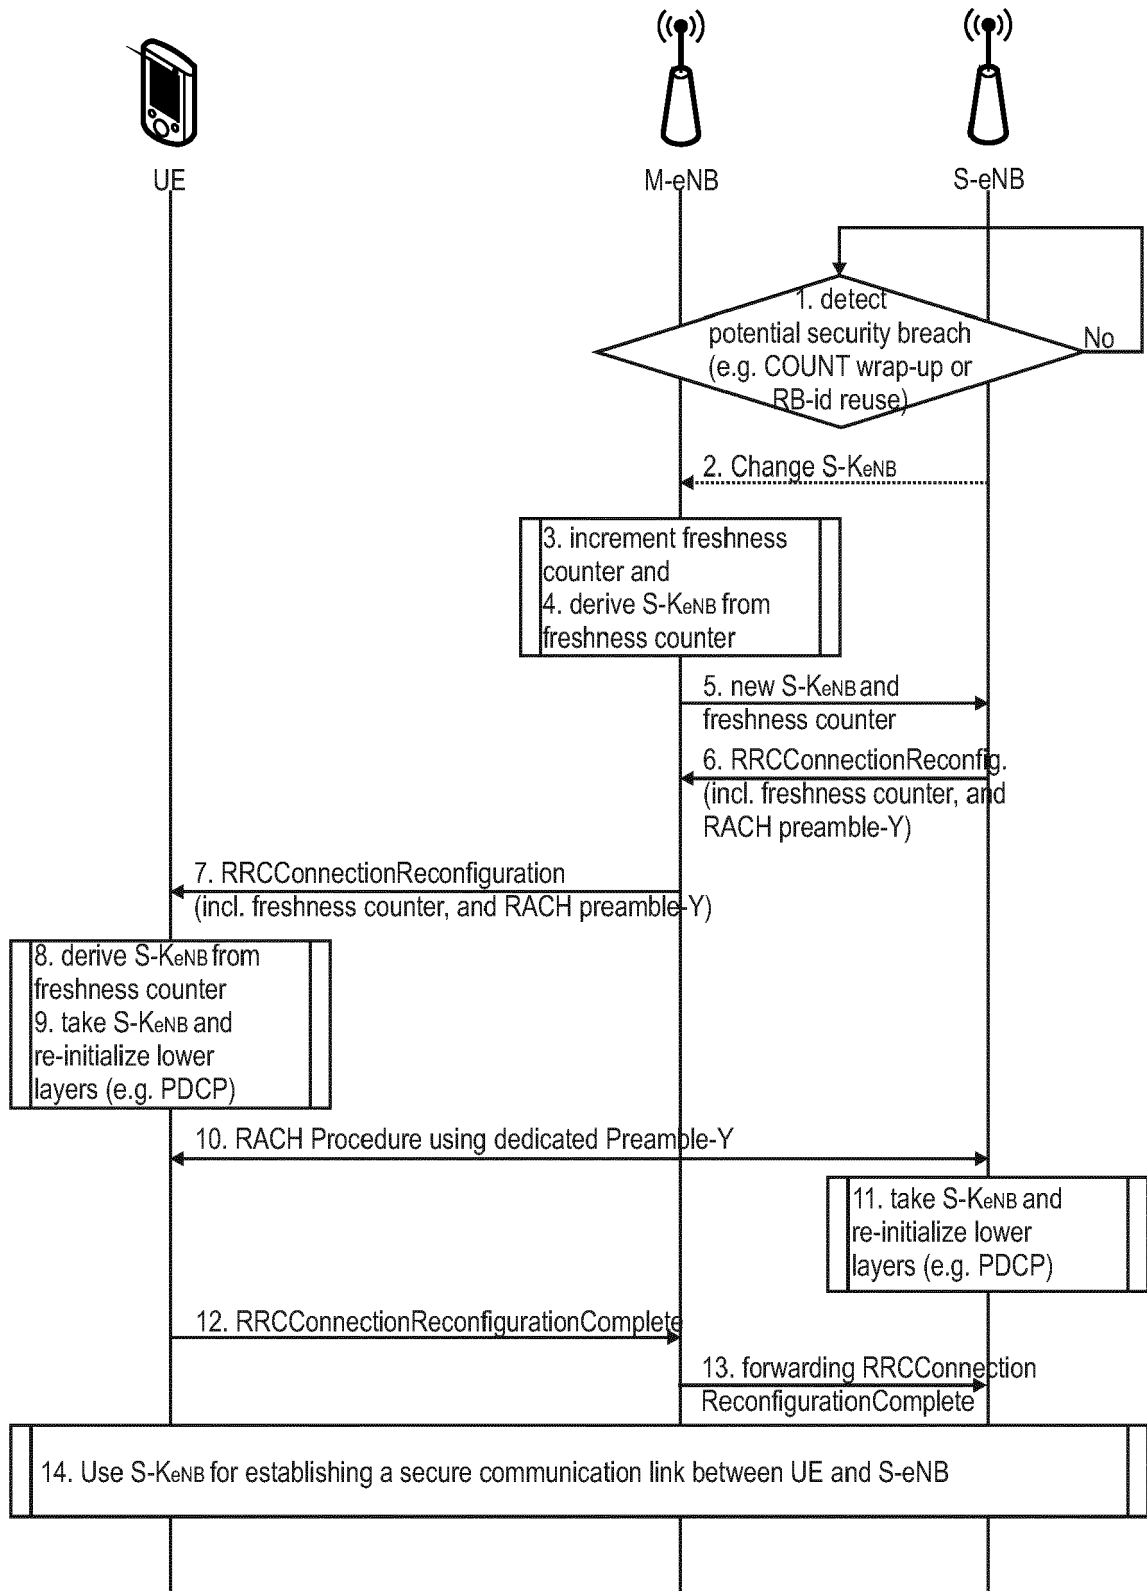 UE
M-eNB
S-eNB
1. detect
potential security breach
(e.g. COUNT wrap-up or
RB-id reuse)
No
2. Change S-KeNB
3. increment freshness
counter and
4. derive S-KeNB from
freshness counter
5. new S-KeNB and
freshness counter
6. RRCConnectionReconfig.
(incl. freshness counter, and
RACH preamble-Y)
7. RRCConnectionReconfiguration
(incl. freshness counter, and RACH preamble-Y)
8. derive S-KeNB from
freshness counter
9. take S-KeNB and
re-initialize lower
layers (e.g. PDCP)
10. RACH Procedure using dedicated Preamble-Y
11. take S-KeNB and
re-initialize lower
layers (e.g. PDCP)
12. RRCConnectionReconfigurationComplete
13. forwarding RRCConnection
ReconfigurationComplete
14. Use S-KeNB for establishing a secure communication link between UE and S-eNB